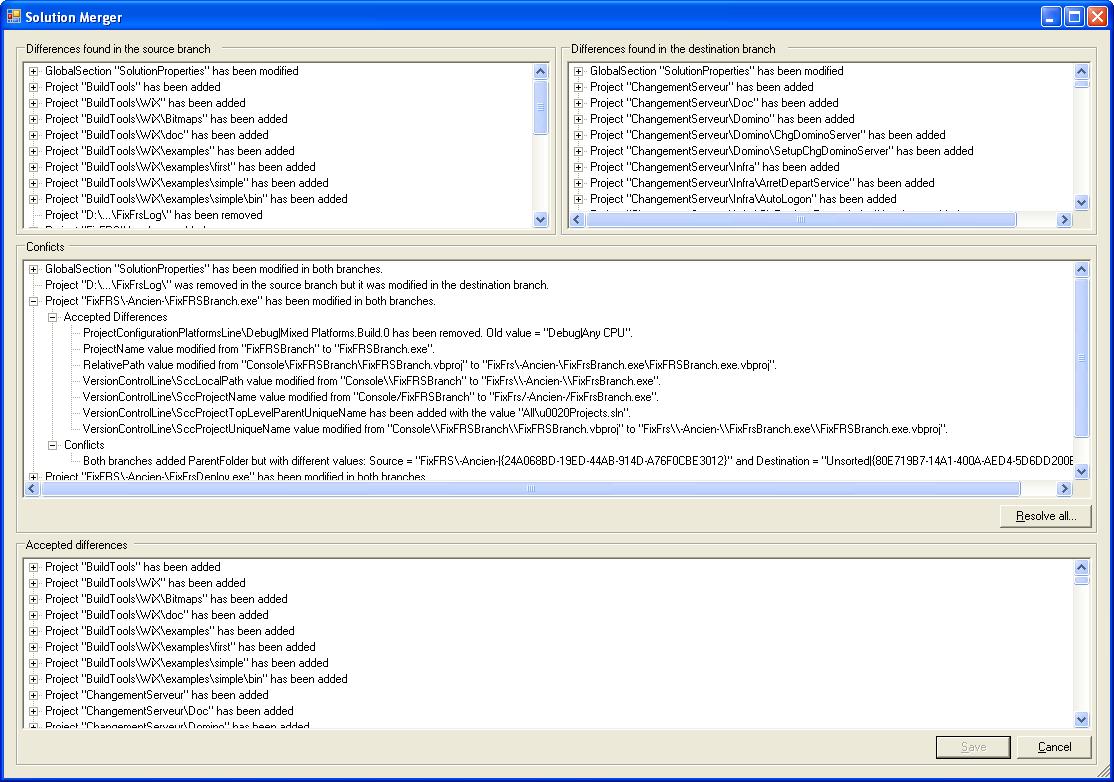 Solution Merger
Differences found in the source branch
GlobalSection "SolutionProperties" has been modified
Project "BuildTools" has been added
Project "BuildTools\WiX" has been added
Project "BuildTools\WiX\Bitmaps" has been added
Project "BuildTools\WiX\doc" has been added
Project "BuildTools\WiX\examples" has been added
Project "BuildTools\WiX\examples\first" has been added
Project "BuildTools\WiX\examples\simple" has been added
Project "BuildTools\WiX\examples\simple\bin" has been added
Project "D:\...\FixFrsLog\" has been removed
Differences found in the destination branch
GlobalSection "SolutionProperties" has been modified
Project "ChangementServeur" has been added
Project "ChangementServeur\Doc" has been added
Project "ChangementServeur\Domino" has been added
Project "ChangementServeur\Domino\ChgDominoServer" has been added
Project "ChangementServeur\Domino\SetupChgDominoServer" has been added
Project "ChangementServeur\Infra" has been added
Project "ChangementServeur\Infra\ArretDepartService" has been added
Project "ChangementServeur\Infra\AutoLogon" has been added
Conficts
GlobalSection "SolutionProperties" has been modified in both branches.
Project "D:\...\FixFrsLog\" was removed in the source branch but it was modified in the destination branch.
Project "FixFRS\-Ancien-\FixFRSBranch.exe" has been modified in both branches.
Accepted Differences
ProjectConfigurationPlatformsLine\Debug|Mixed Platforms.Build.0 has been removed. Old value = "Debug|Any CPU".
ProjectName value modified from "FixFRSBranch" to "FixFRSBranch.exe".
RelativePath value modified from "Console\FixFRSBranch\FixFRSBranch.vbproj" to "FixFrs\-Ancien-\FixFrsBranch.exe\FixFRSBranch.exe.vbproj".
VersionControlLine\SccLocalPath value modified from "Console\\FixFRSBranch" to "FixFrs\\-Ancien-\\FixFrsBranch.exe".
VersionControlLine\SccProjectName value modified from "Console/FixFRSBranch" to "FixFrs/-Ancien-/FixFrsBranch.exe".
VersionControlLine\SccProjectTopLevelParentUniqueName has been added with the value "All\u0020Projects.sln".
VersionControlLine\SccProjectUniqueName value modified from "Console\\FixFRSBranch\\FixFRSBranch.vbproj" to "FixFrs\\-Ancien-\\FixFrsBranch.exe\\FixFRSBranch.exe.vbproj".
Conflicts
Both branches added ParentFolder but with different values: Source = "FixFRS\-Ancien-|{24A068BD-19ED-44AB-914D-A76F0CBE3012}" and Destination = "Unsorted|{80E719B7-14A1-400A-AED4-5D6DD200E
Project "FixFRS\-Ancien-\FixFrsDeploy.exe" has been modified in both branches.
Resolve all...
Accepted differences
Project "BuildTools" has been added
Project "BuildTools\WiX" has been added
Project "BuildTools\WiX\Bitmaps" has been added
Project "BuildTools\WiX\doc" has been added
Project "BuildTools\WiX\examples" has been added
Project "BuildTools\WiX\examples\first" has been added
Project "BuildTools\WiX\examples\simple" has been added
Project "BuildTools\WiX\examples\simple\bin" has been added
Project "ChangementServeur" has been added
Project "ChangementServeur\Doc" has been added
Project "ChangementServeur\Domino" has been added
Save
Cancel